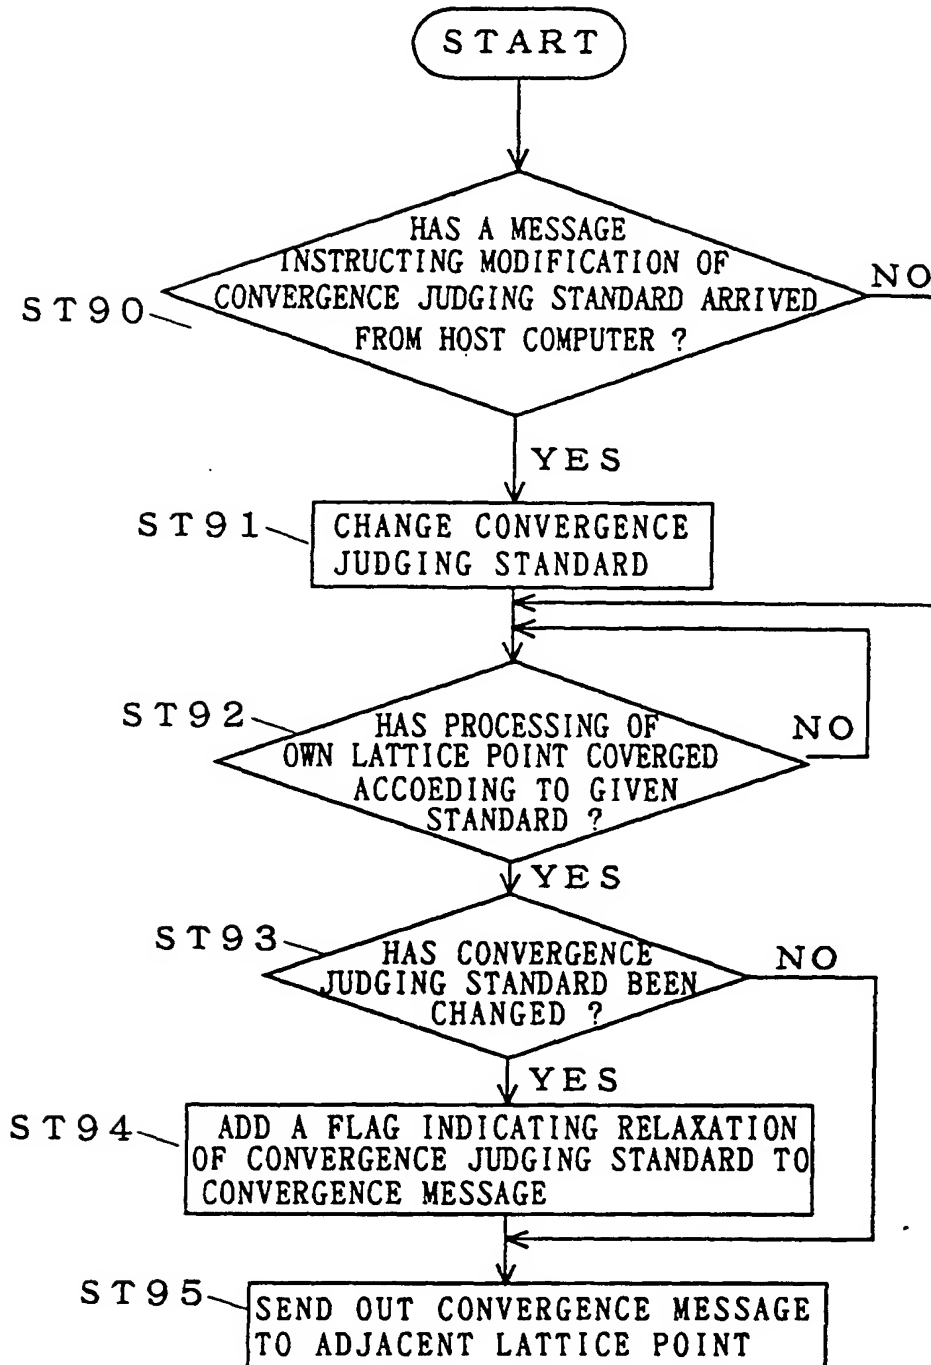 START
HAS A MESSAGE
INSTRUCTING MODIFICATION OF
CONVERGENCE JUDGING STANDARD ARRIVED
FROM HOST COMPUTER ?
NO
ST90
YES
ST91
CHANGE CONVERGENCE
JUDGING STANDARD
ST92
HAS PROCESSING OF
OWN LATTICE POINT COVERGED
ACCOEDING TO GIVEN
STANDARD ?
NO
YES
ST93
HAS CONVERGENCE
JUDGING STANDARD BEEN
CHANGED ?
NO
YES
ST94
ADD A FLAG INDICATING RELAXATION
OF CONVERGENCE JUDGING STANDARD TO
CONVERGENCE MESSAGE
ST95
SEND OUT CONVERGENCE MESSAGE
TO ADJACENT LATTICE POINT